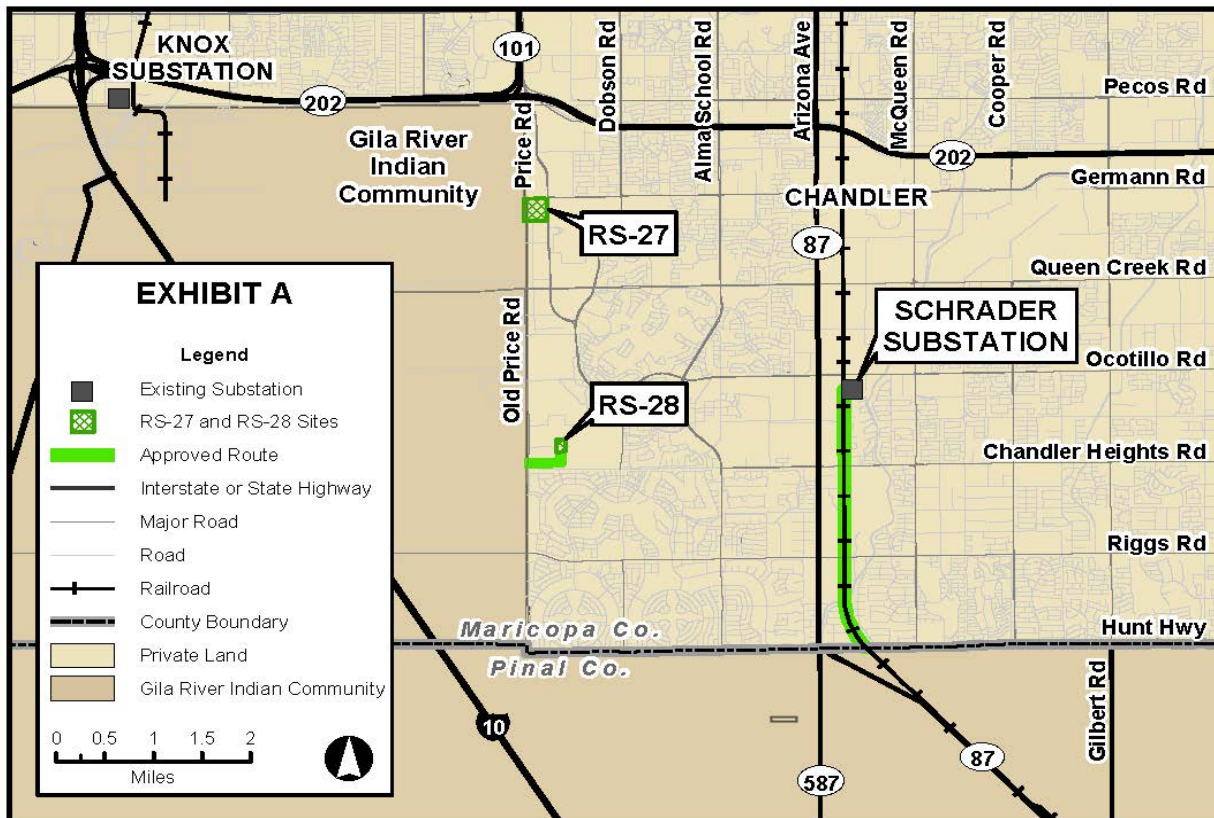 KNOX
SUBSTATION
101
202
Price Rd
Dobson Rd
Alma School Rd
Arizona Ave
McQueen Rd
Cooper Rd
Pecos Rd
Gila River
Indian
Community
202
Germann Rd
CHANDLER
RS-27
87
Queen Creek Rd
Old Price Rd
SCHRADER
SUBSTATION
Ocotillo Rd
RS-28
Chandler Heights Rd
Riggs Rd
Maricopa Co.
Hunt Hwy
Pinal Co.
Gilbert Rd
10
587
87
EXHIBIT A
Legend
Existing Substation
RS-27 and RS-28 Sites
Approved Route
Interstate or State Highway
Major Road
Road
Railroad
County Boundary
Private Land
Gila River Indian Community
0 0.5 1 1.5 2
Miles